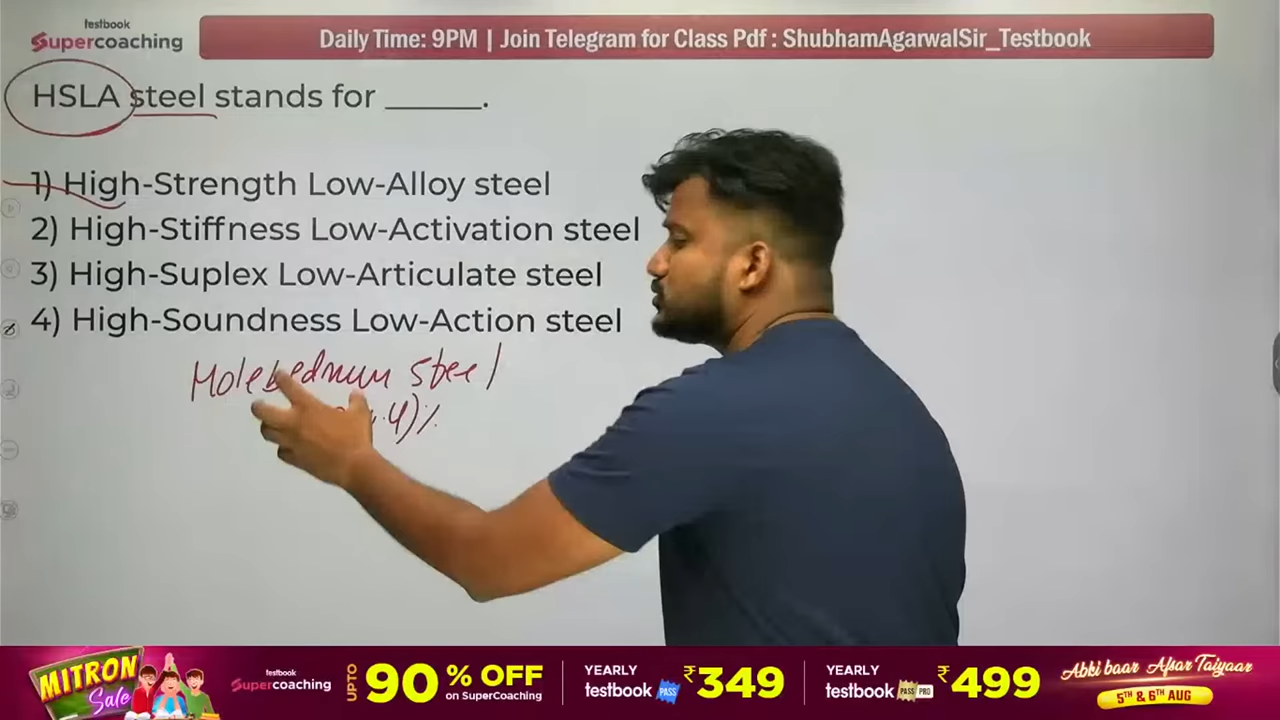 testbook
Supercoaching
Daily Time: 9PM | Join Telegram for Class Pdf : ShubhamAgarwalSir_Testbook
HSLA steel stands for ______.
1) High-Strength Low-Alloy steel
2) High-Stiffness Low-Activation steel
3) High-Suplex Low-Articulate steel
4) High-Soundness Low-Action steel
Molebednum steel
.4)%
MITRON
Sale
testbook
Supercoaching
UPTO 90% OFF
on SuperCoaching
YEARLY
testbook PASS
₹349
YEARLY
testbook PASS PRO
₹499
Abki baar Afsar Taiyaar
5TH & 6TH AUG